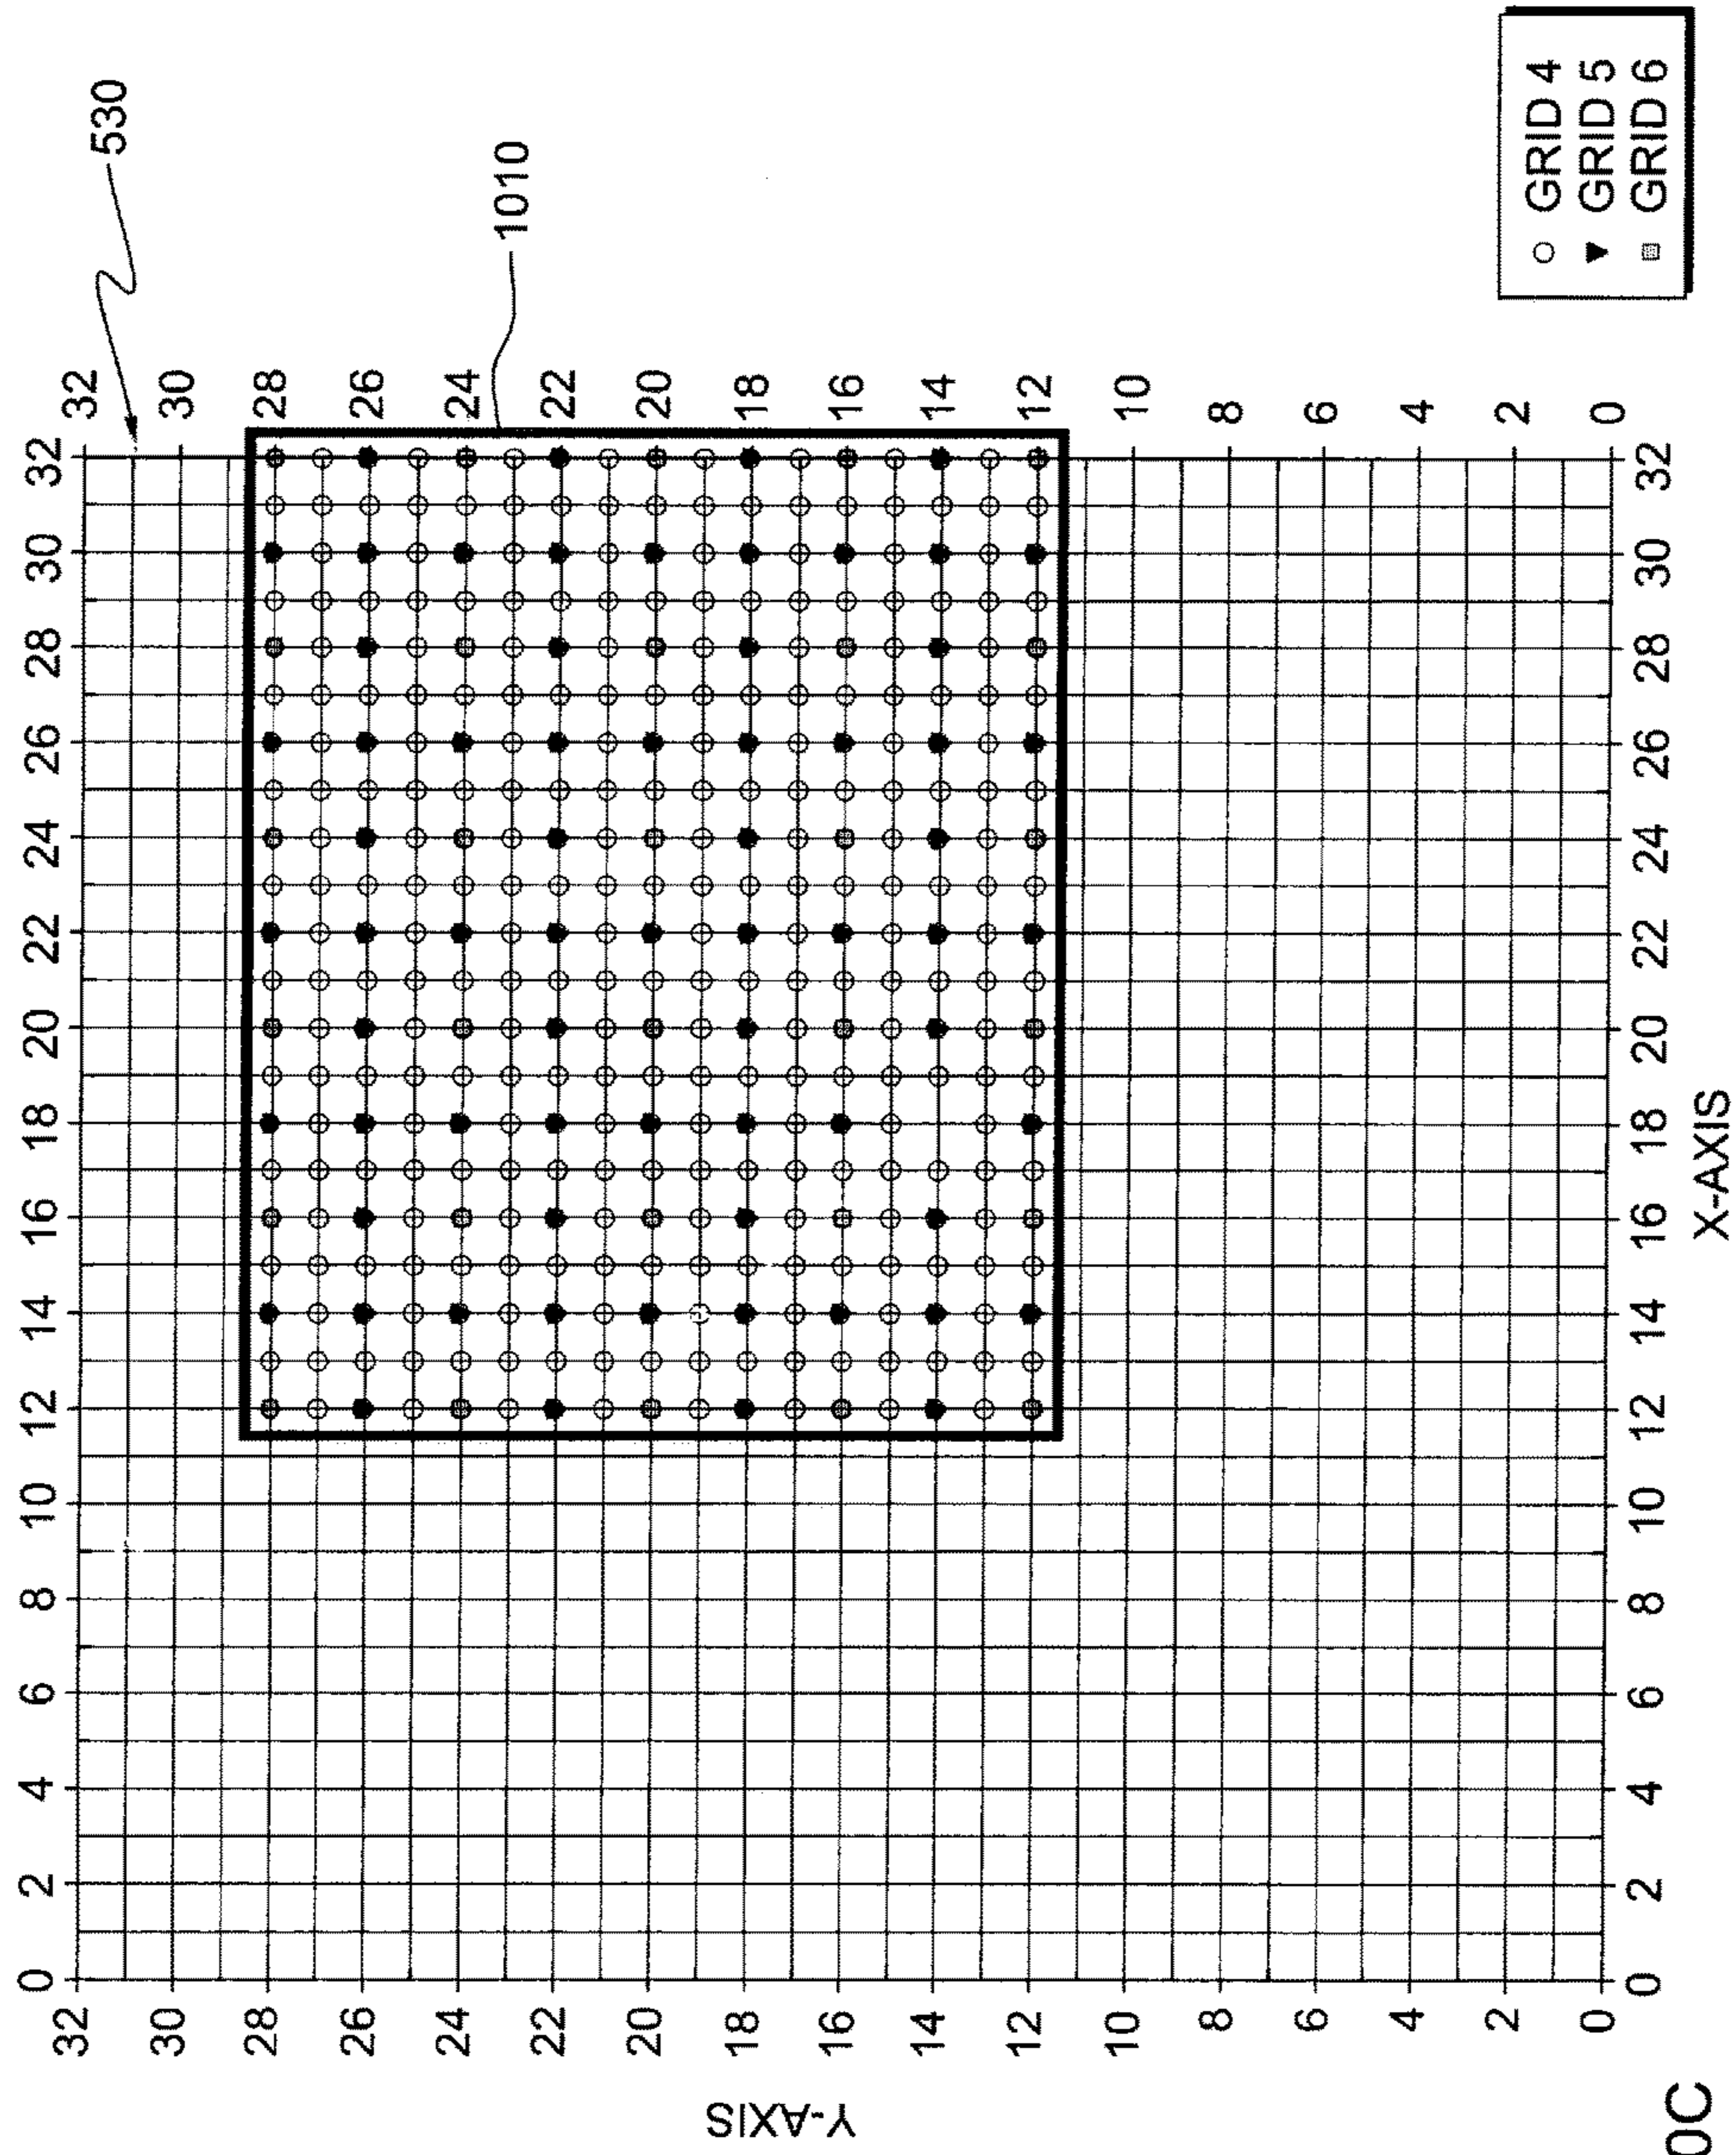 530
0 2 4 6 8 10 12 14 16 18 20 22 24 26 28 30 32
32 32
30 30
28 28
26 26
24 24
1010
22 22
20 20
18 18
16 16
14 14
12 12
10 10
8 8
6 6
4 4
2 2
0 0
Y-AXIS
0 2 4 6 8 10 12 14 16 18 20 22 24 26 28 30 32
X-AXIS
GRID 4
GRID 5
GRID 6
0C